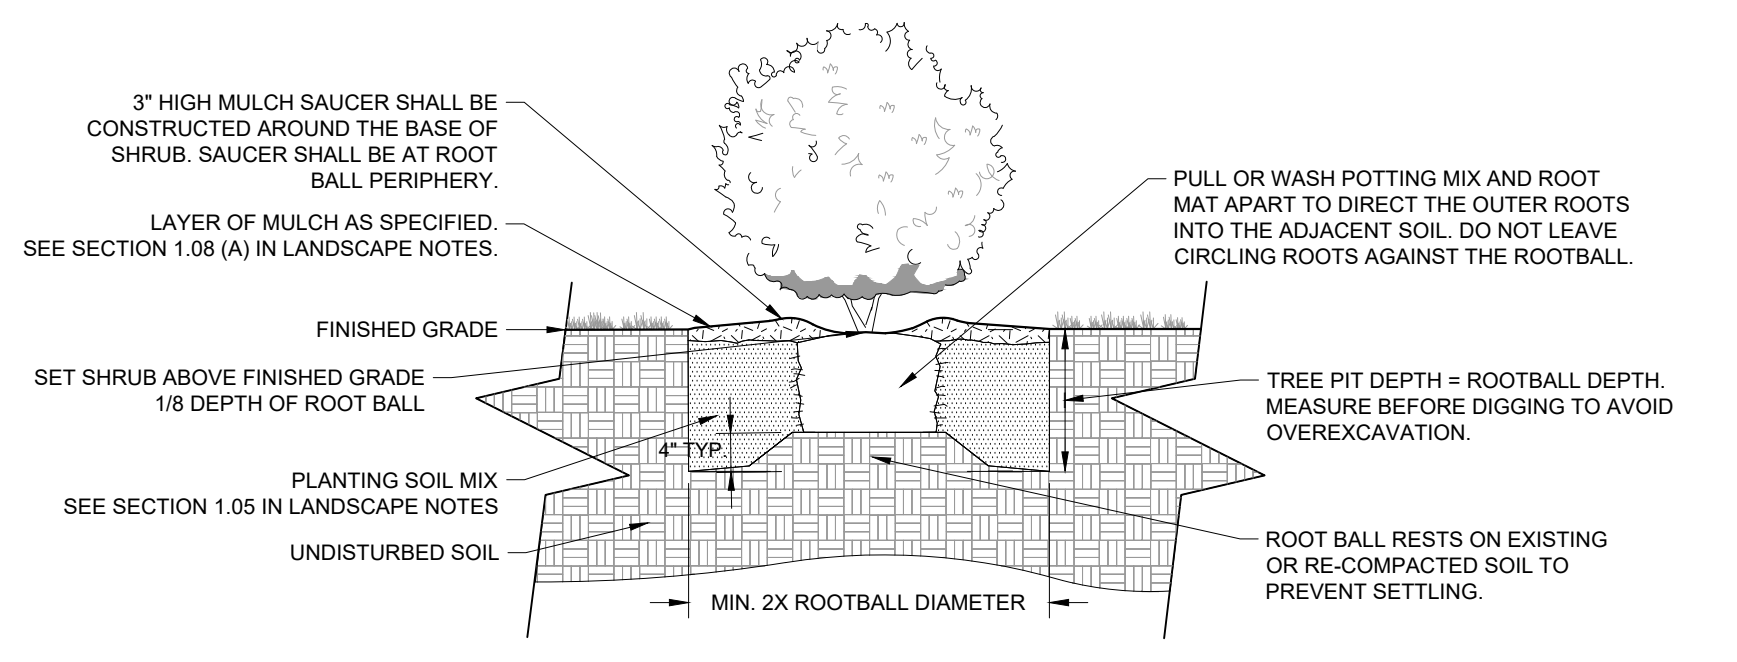 3" HIGH MULCH SAUCER SHALL BE
CONSTRUCTED AROUND THE BASE OF
SHRUB. SAUCER SHALL BE AT ROOT
BALL PERIPHERY.
LAYER OF MULCH AS SPECIFIED.
SEE SECTION 1.08 (A) IN LANDSCAPE NOTES.
FINISHED GRADE
SET SHRUB ABOVE FINISHED GRADE
1/8 DEPTH OF ROOT BALL
4" TYP.
PLANTING SOIL MIX
SEE SECTION 1.05 IN LANDSCAPE NOTES
UNDISTURBED SOIL
MIN. 2X ROOTBALL DIAMETER
PULL OR WASH POTTING MIX AND ROOT
MAT APART TO DIRECT THE OUTER ROOTS
INTO THE ADJACENT SOIL. DO NOT LEAVE
CIRCLING ROOTS AGAINST THE ROOTBALL.
TREE PIT DEPTH = ROOTBALL DEPTH.
MEASURE BEFORE DIGGING TO AVOID
OVEREXCAVATION.
ROOT BALL RESTS ON EXISTING
OR RE-COMPACTED SOIL TO
PREVENT SETTLING.